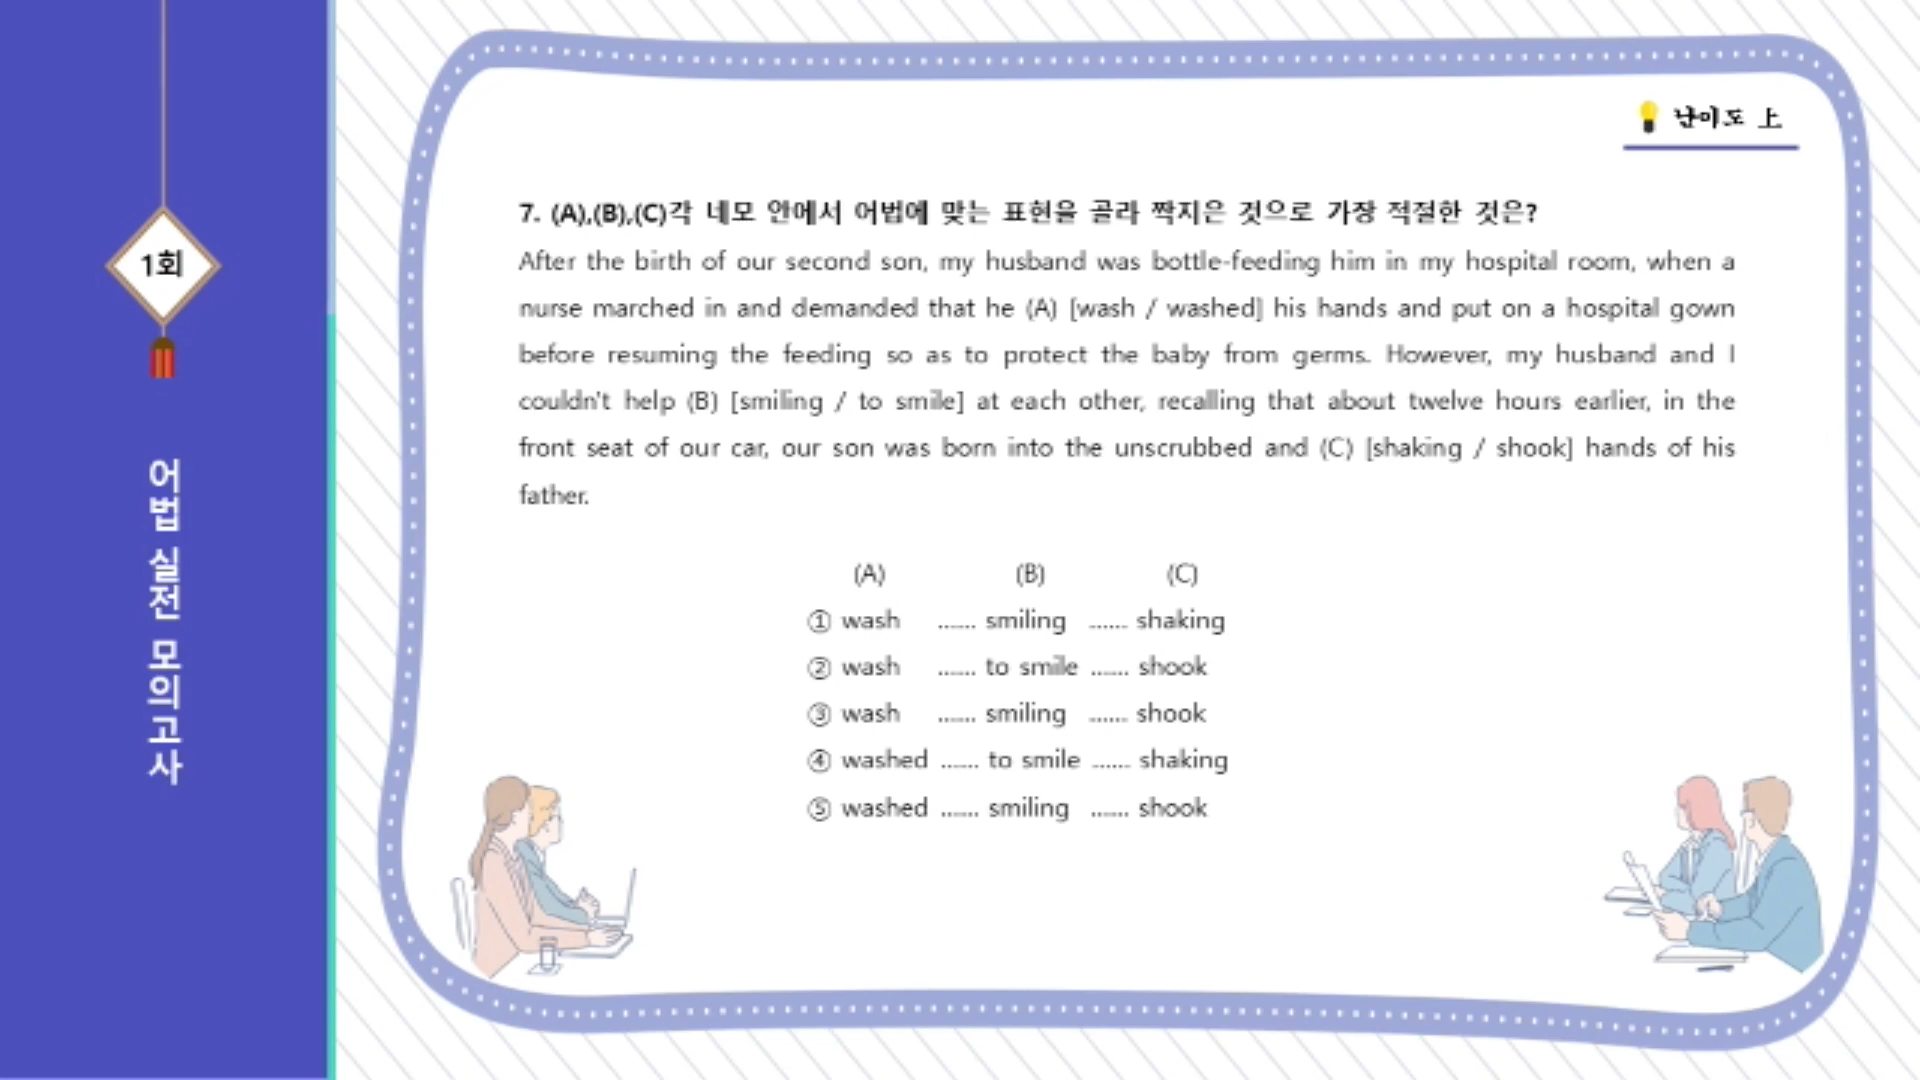 1회
어법 실전 모의고사
난이도 上
7. (A),(B),(C)각 네모 안에서 어법에 맞는 표현을 골라 짝지은 것으로 가장 적절한 것은?
After the birth of our second son, my husband was bottle-feeding him in my hospital room, when a
nurse marched in and demanded that he (A) [wash / washed] his hands and put on a hospital gown
before resuming the feeding so as to protect the baby from germs. However, my husband and I
couldn't help (B) [smiling / to smile] at each other, recalling that about twelve hours earlier, in the
front seat of our car, our son was born into the unscrubbed and (C) [shaking / shook] hands of his
father.
(A) (B) (C)
① wash ...... smiling ...... shaking
② wash ...... to smile ...... shook
③ wash ...... smiling ...... shook
④ washed ...... to smile ...... shaking
⑤ washed ...... smiling ...... shook